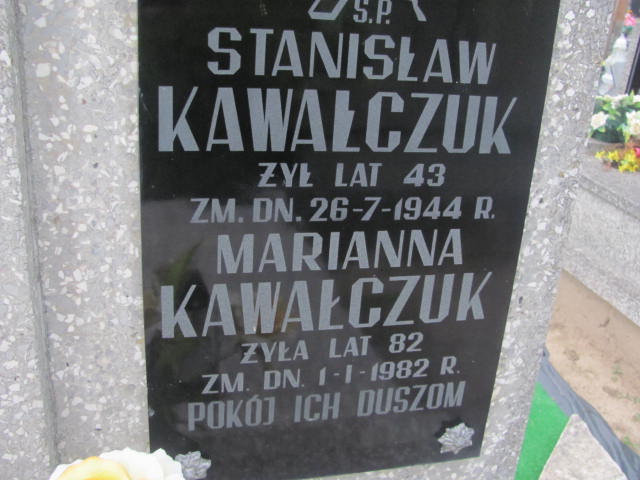 Ś.P.
STANISŁAW
KAWAŁCZUK
ŻYŁ LAT 43
ZM. DN. 26-7-1944 R.
MARIANNA
KAWAŁCZUK
ŻYŁA LAT 82
ZM. DN. 1-1-1982 R.
POKÓJ ICH DUSZOM